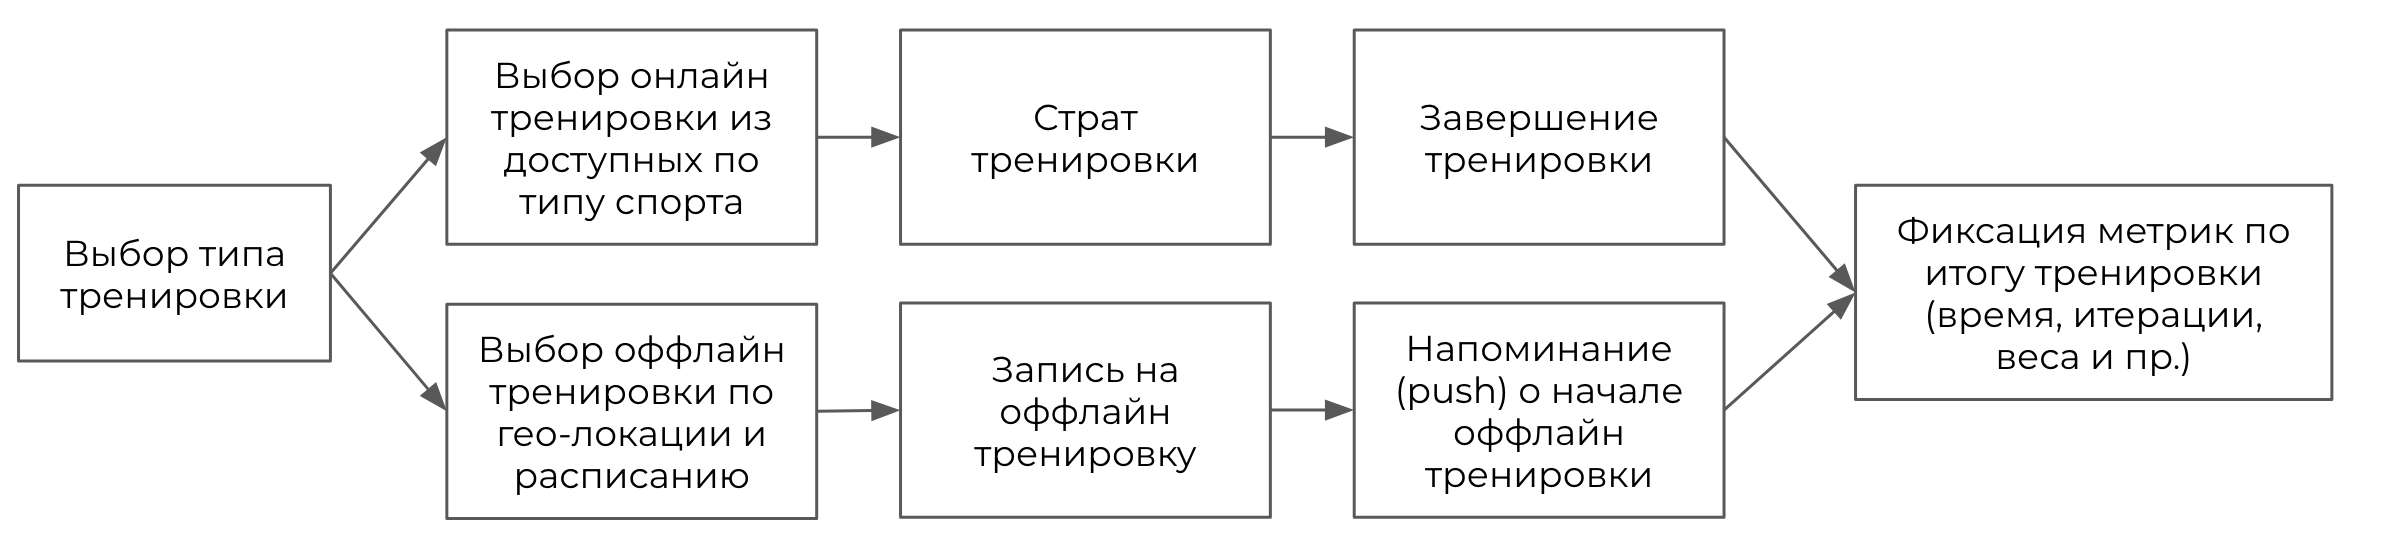 Выбор типа
тренировки
Выбор онлайн
тренировки из
доступных по
типу спорта
Страт
тренировки
Завершение
тренировки
Выбор оффлайн
тренировки по
гео-локации и
расписанию
Запись на
оффлайн
тренировку
Напоминание
(push) о начале
оффлайн
тренировки
Фиксация метрик по
итогу тренировки
(время, итерации,
веса и пр.)